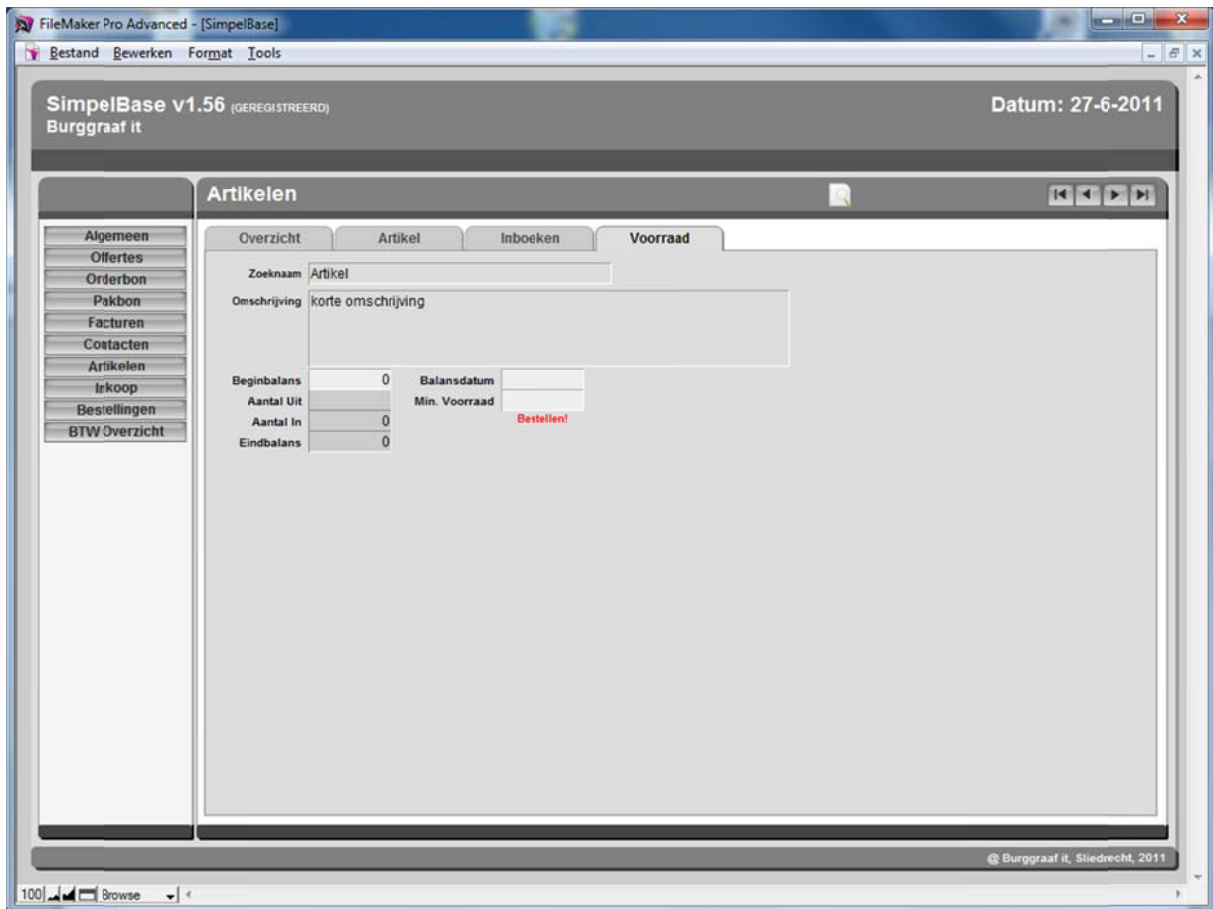 FileMaker Pro Advanced - [SimpelBase]
Bestand Bewerken Format Tools
SimpelBase v1.56 (GEREGISTREERD)
Datum: 27-6-2011
Burggraaf it
Artikelen
Algemeen
Offertes
Orderbon
Pakbon
Facturen
Contacten
Artikelen
Inkoop
Bestellingen
BTW Overzicht
Overzicht Artikel Inboeken Voorraad
Zoeknaam Artikel
Omschrijving korte omschrijving
Beginbalans 0 Balansdatum
Aantal Uit Min. Voorraad
Aantal In 0 Bestellen!
Eindbalans 0
@ Burggraaf it, Sliedrecht, 2011
100 Browse